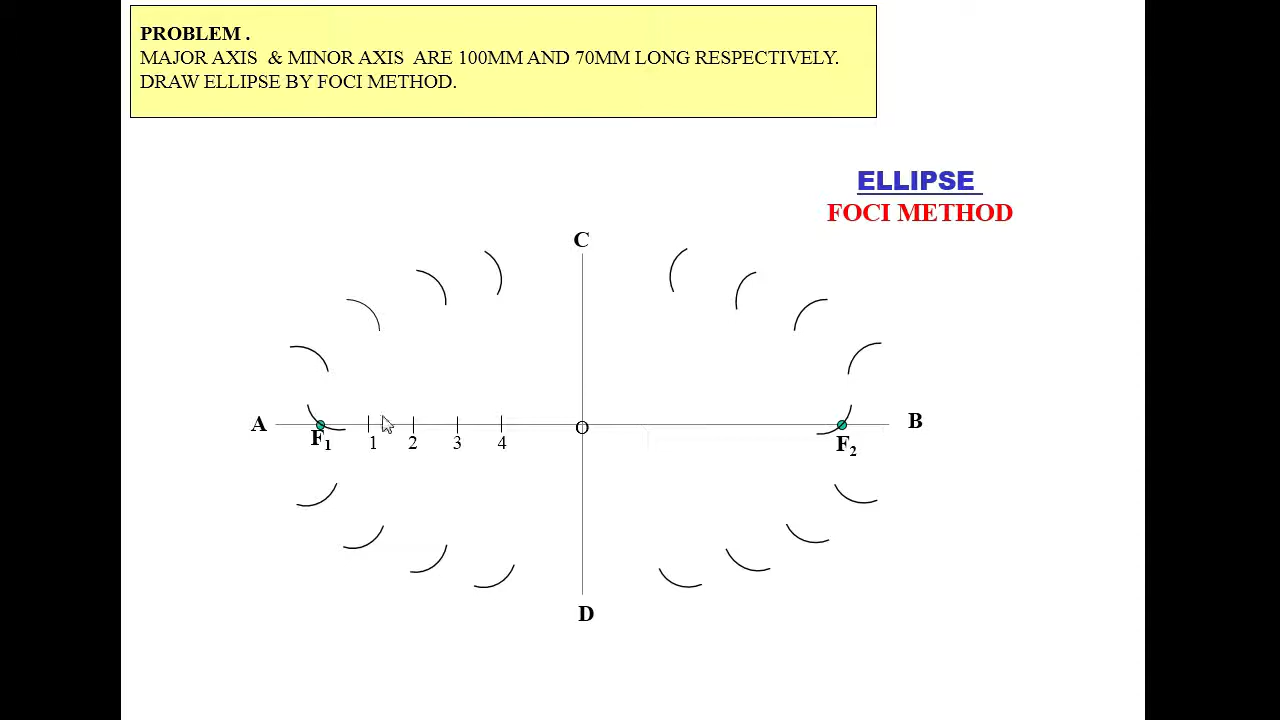 PROBLEM .
MAJOR AXIS & MINOR AXIS ARE 100MM AND 70MM LONG RESPECTIVELY.
DRAW ELLIPSE BY FOCI METHOD.
ELLIPSE
FOCI METHOD
C
A
O
B
F1
1
2
3
4
F2
D